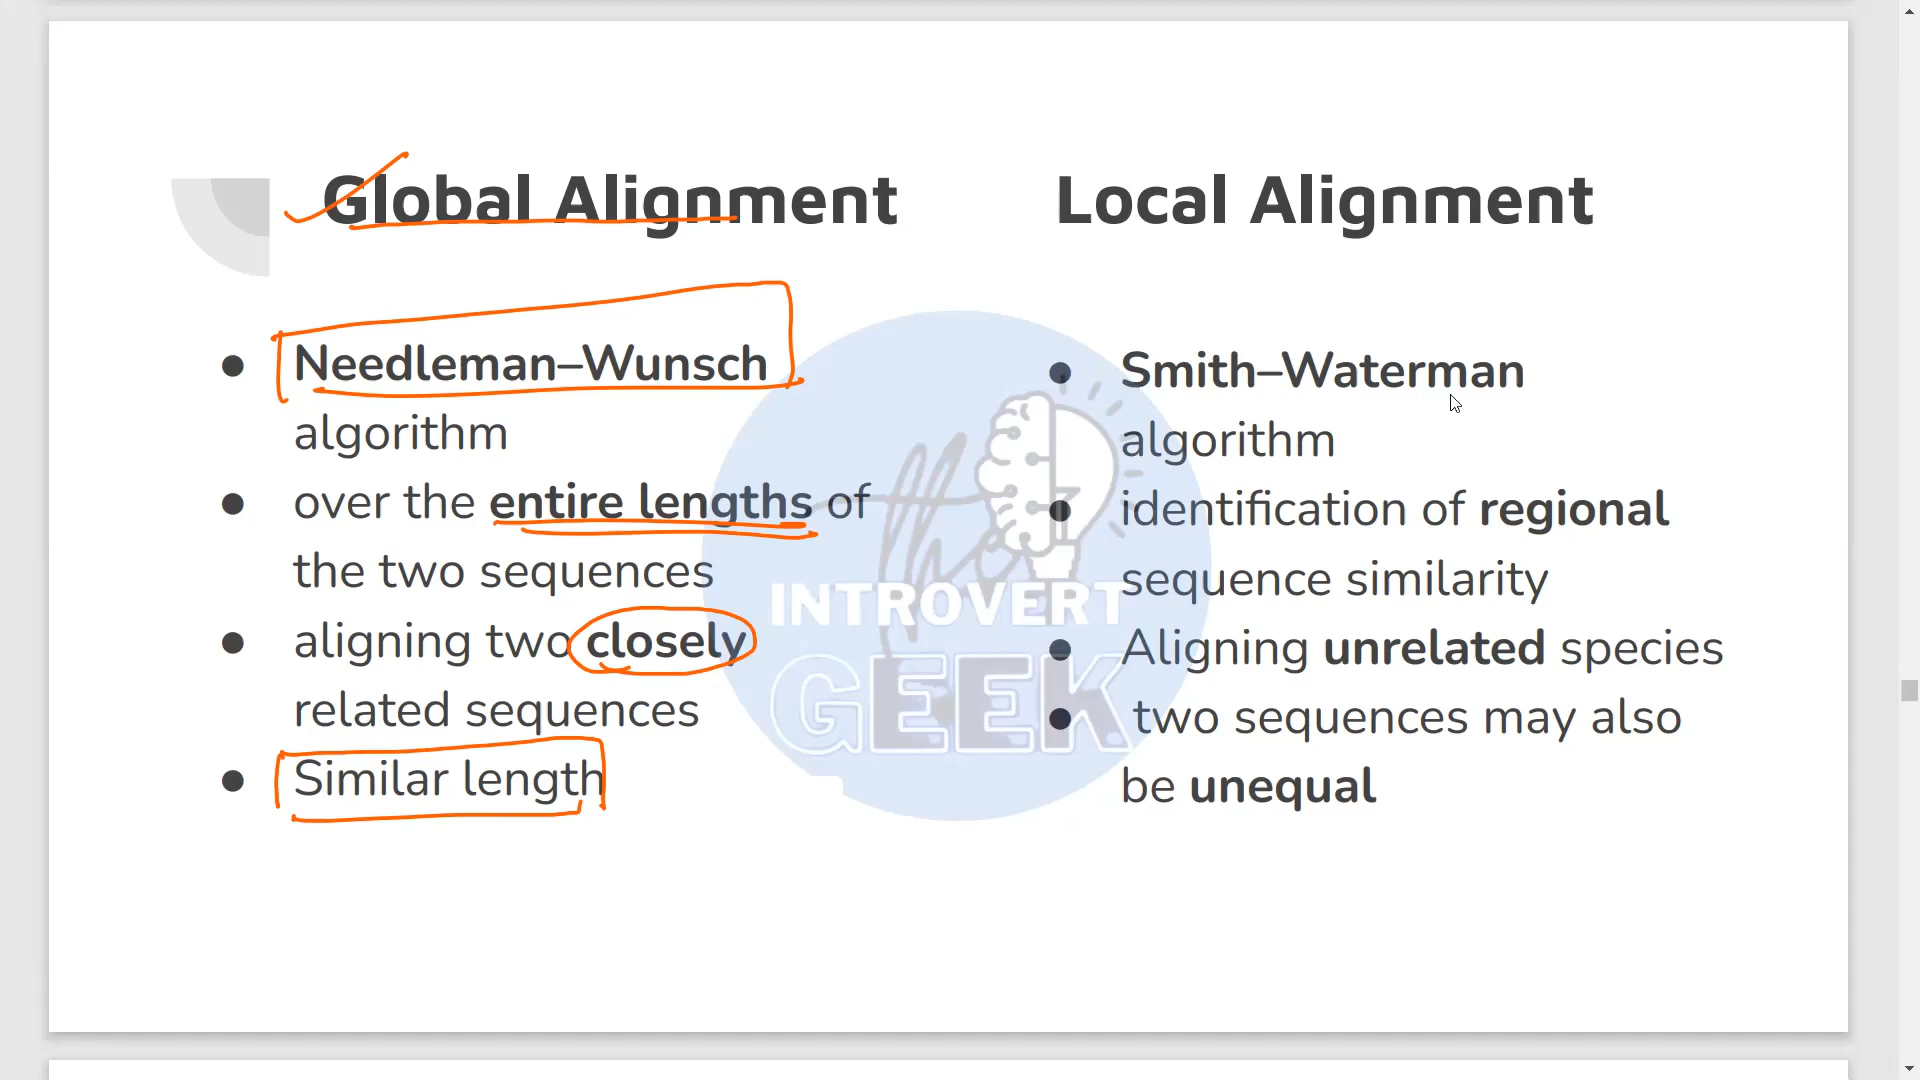 Global Alignment
Needleman–Wunsch
algorithm
over the entire lengths of
the two sequences
aligning two closely
related sequences
Similar length
Local Alignment
Smith–Waterman
algorithm
identification of regional
sequence similarity
Aligning unrelated species
two sequences may also
be unequal
the
INTROVERT
GEEK